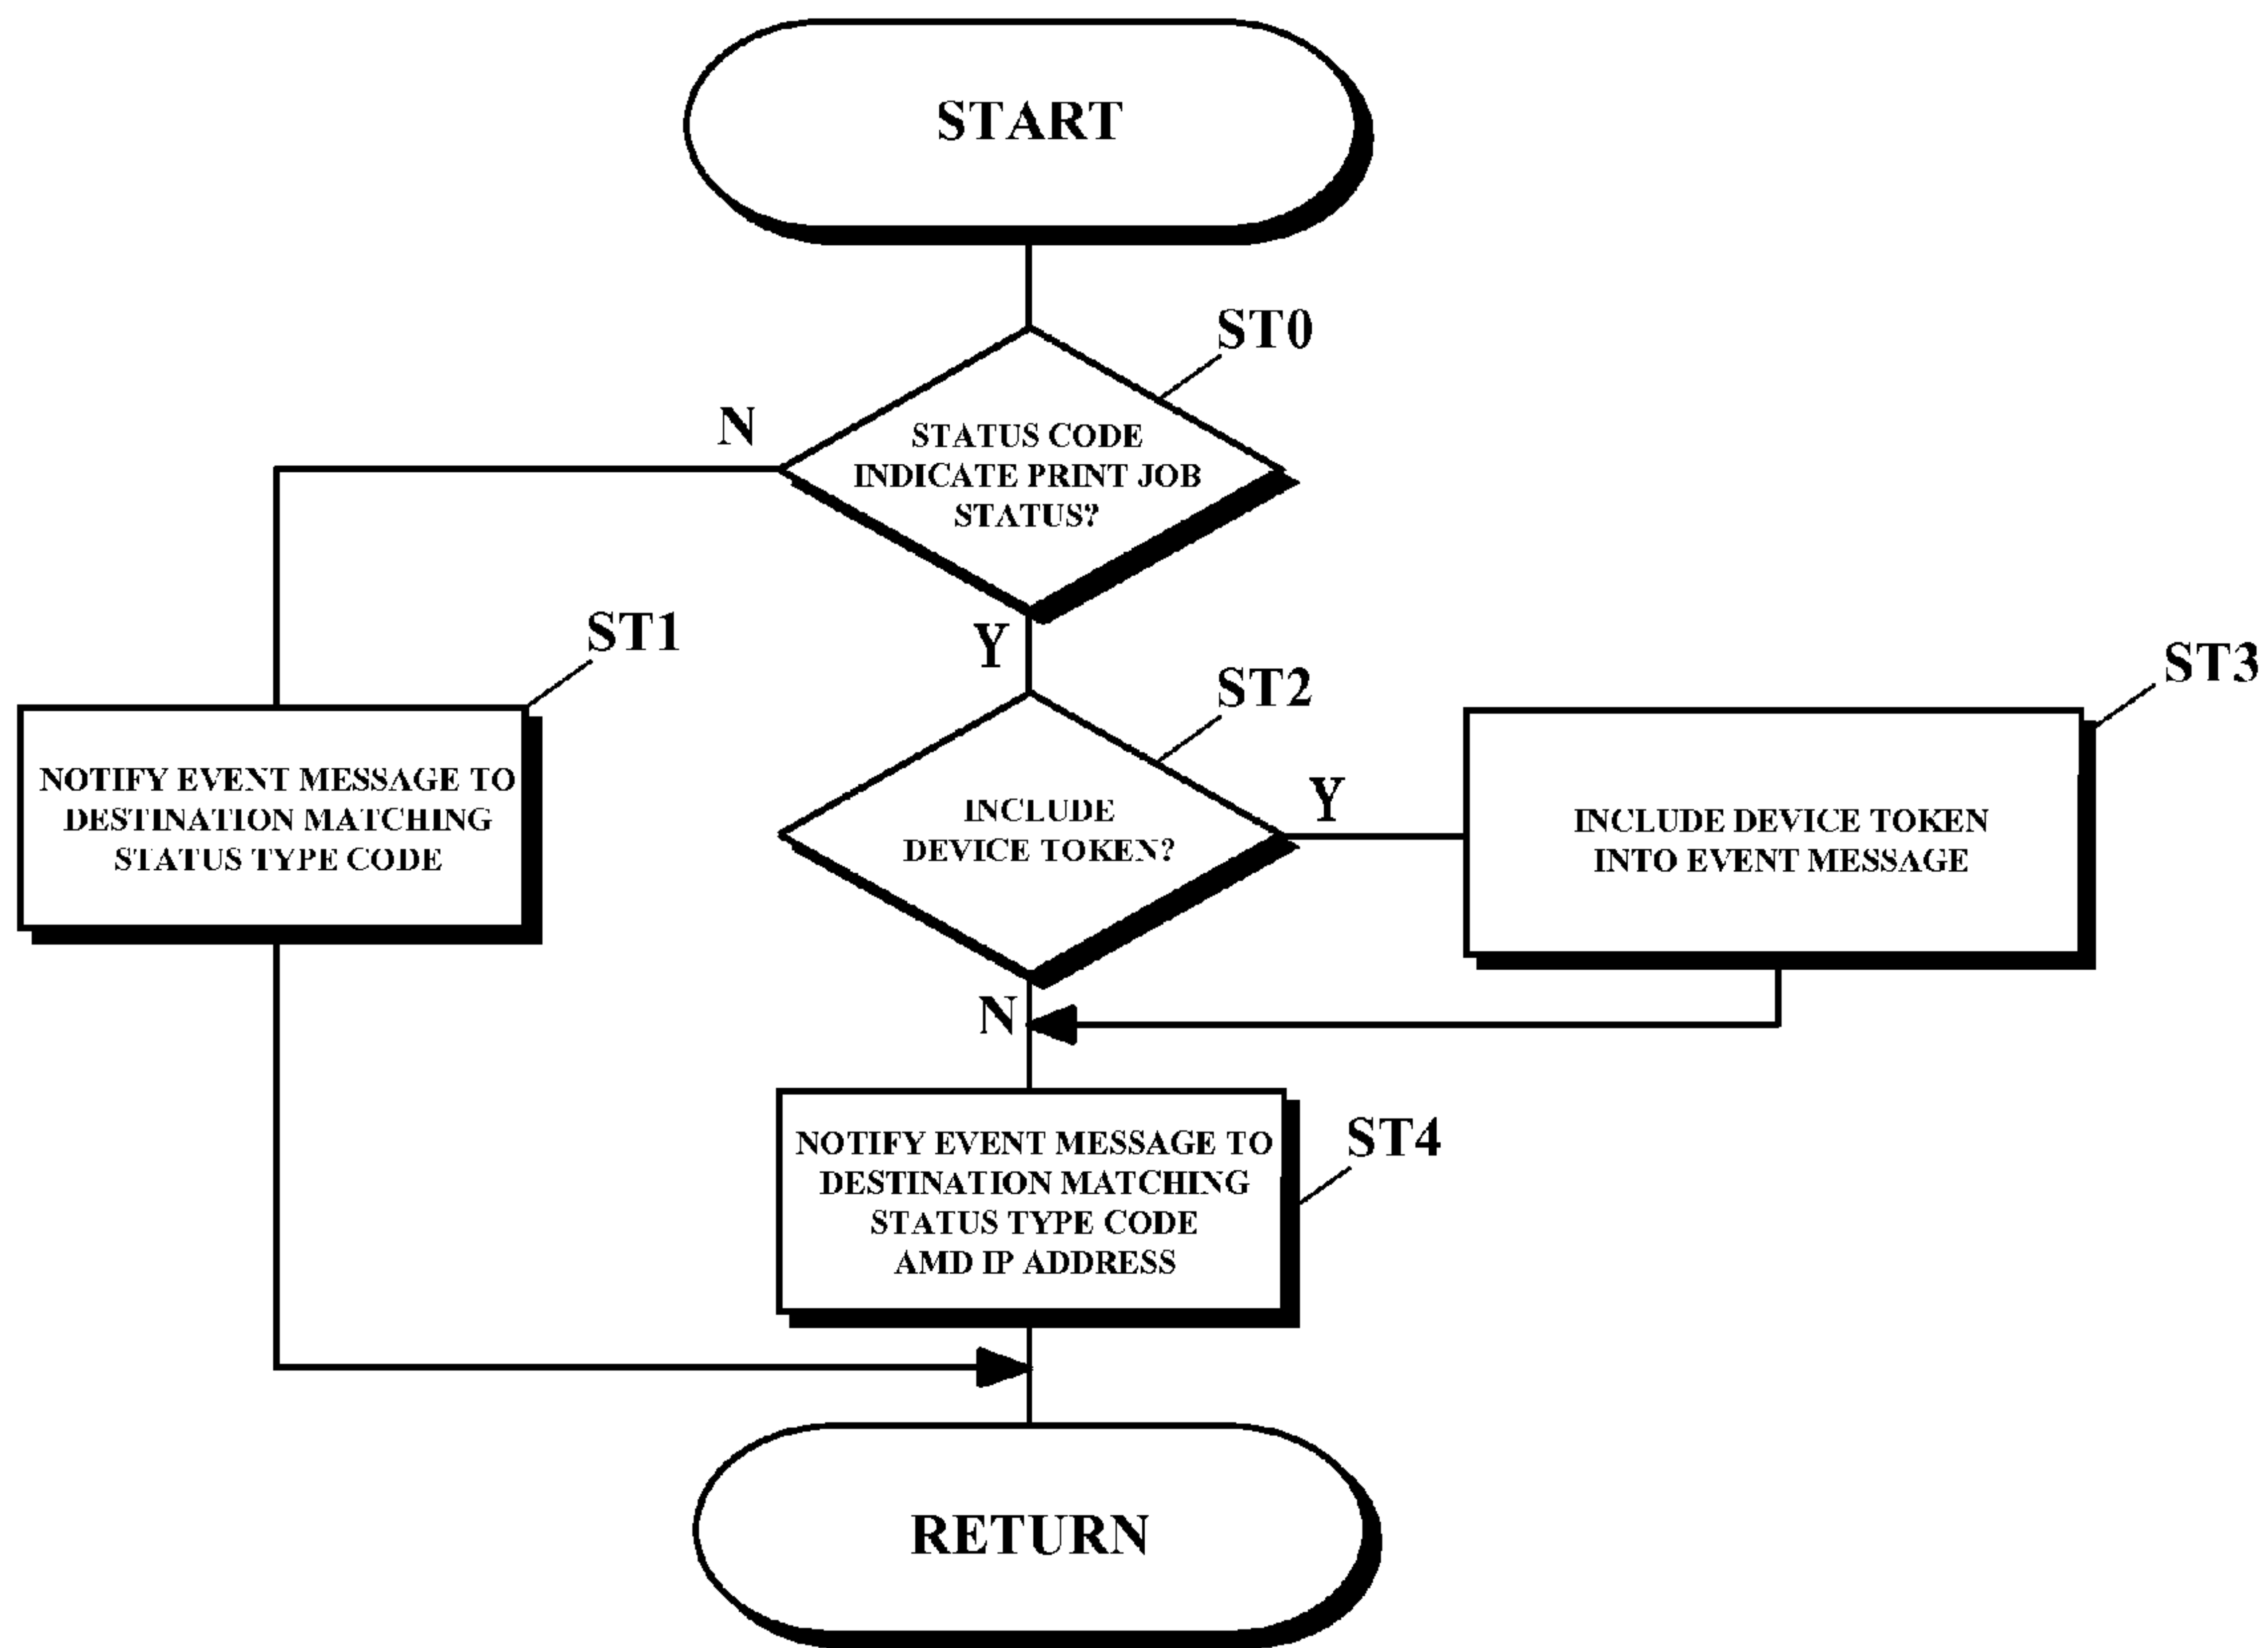 START
ST0
N
STATUS CODE
INDICATE PRINT JOB
STATUS?
Y
ST1
NOTIFY EVENT MESSAGE TO
DESTINATION MATCHING
STATUS TYPE CODE
ST2
INCLUDE
DEVICE TOKEN?
Y
ST3
INCLUDE DEVICE TOKEN
INTO EVENT MESSAGE
N
ST4
NOTIFY EVENT MESSAGE TO
DESTINATION MATCHING
STATUS TYPE CODE
AMD IP ADDRESS
RETURN